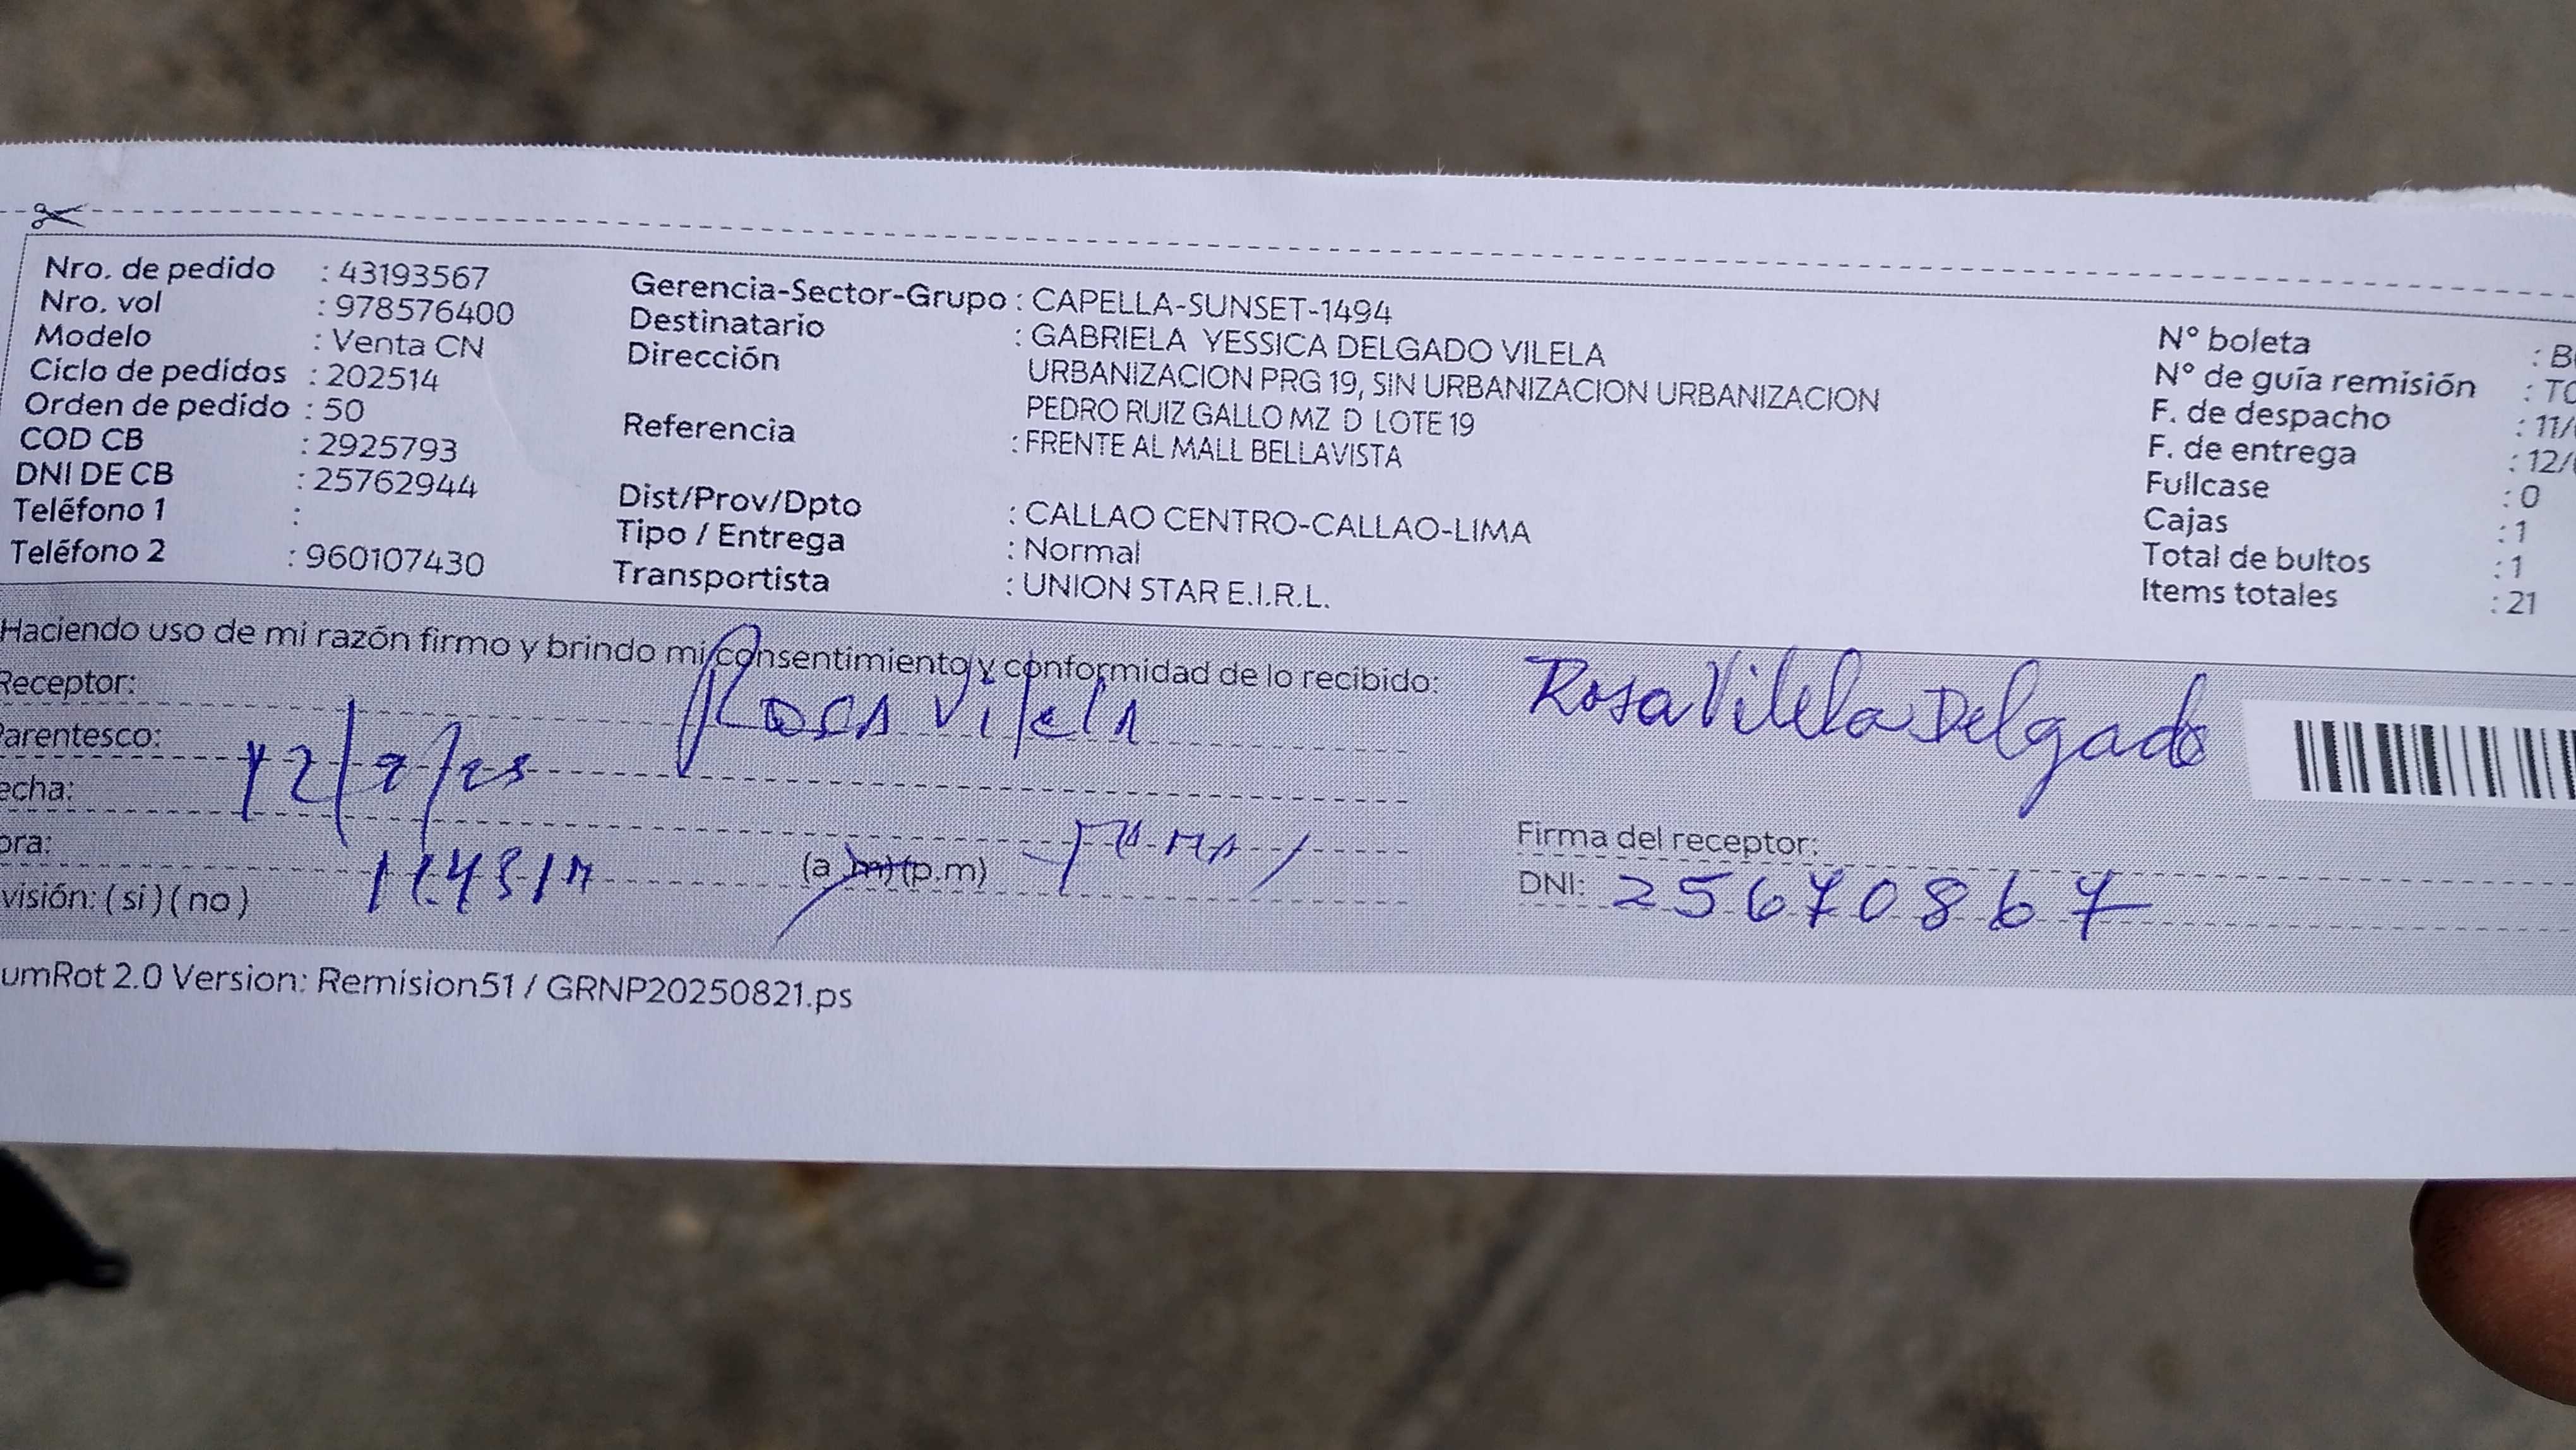 Nro. de pedido : 43193567
Nro. vol : 978576400
Modelo : Venta CN
Ciclo de pedidos : 202514
Orden de pedido : 50
COD CB : 2925793
DNI DE CB : 25762944
Teléfono 1 :
Teléfono 2 : 960107430
Gerencia-Sector-Grupo : CAPELLA-SUNSET-1494
Destinatario : GABRIELA YESSICA DELGADO VILELA
Dirección URBANIZACION PRG 19, SIN URBANIZACION URBANIZACION
PEDRO RUIZ GALLO MZ D LOTE 19
Referencia : FRENTE AL MALL BELLAVISTA
Dist/Prov/Dpto : CALLAO CENTRO-CALLAO-LIMA
Tipo / Entrega : Normal
Transportista : UNION STAR E.I.R.L.
N° boleta : B
N° de guía remisión : T
F. de despacho : 11/
F. de entrega : 12/
Fullcase : 0
Cajas : 1
Total de bultos : 1
Items totales : 21
Haciendo uso de mi razón firmo y brindo mi consentimiento y conformidad de lo recibido:
Receptor: Rosa Vilela
arentesco:
echa: 12/9/25
ora: (a.m) (p.m)
visión: ( si ) ( no )
Rosa Vilela Delgado
Firma del receptor:
DNI: 25670867
umRot 2.0 Version: Remision51 / GRNP20250821.ps